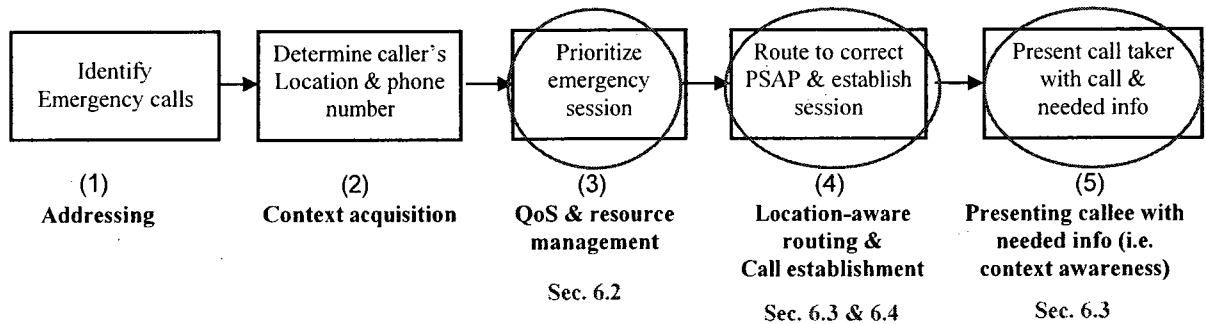 Identify
Emergency calls
Determine caller's
Location & phone
number
Prioritize
emergency
session
Route to correct
PSAP & establish
session
Present call taker
with call &
needed info
(1)
Addressing
(2)
Context acquisition
(3)
QoS & resource
management
Sec. 6.2
(4)
Location-aware
routing &
Call establishment
Sec. 6.3 & 6.4
(5)
Presenting callee with
needed info (i.e.
context awareness)
Sec. 6.3